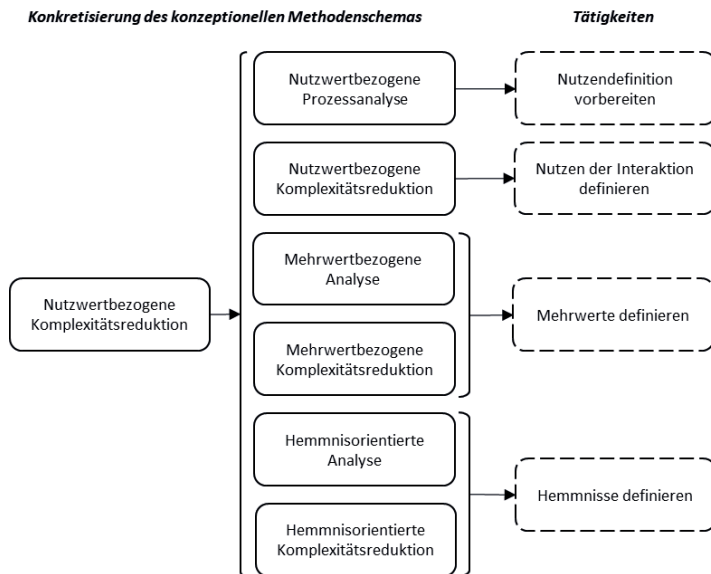 Konkretisierung des konzeptionellen Methodenschemas
Tätigkeiten
Nutzwertbezogene
Prozessanalyse
Nutzendefinition
vorbereiten
Nutzwertbezogene
Komplexitätsreduktion
Nutzen der Interaktion
definieren
Mehrwertbezogene
Analyse
Nutzwertbezogene
Komplexitätsreduktion
Mehrwerte definieren
Mehrwertbezogene
Komplexitätsreduktion
Hemmnisorientierte
Analyse
Hemmnisse definieren
Hemmnisorientierte
Komplexitätsreduktion